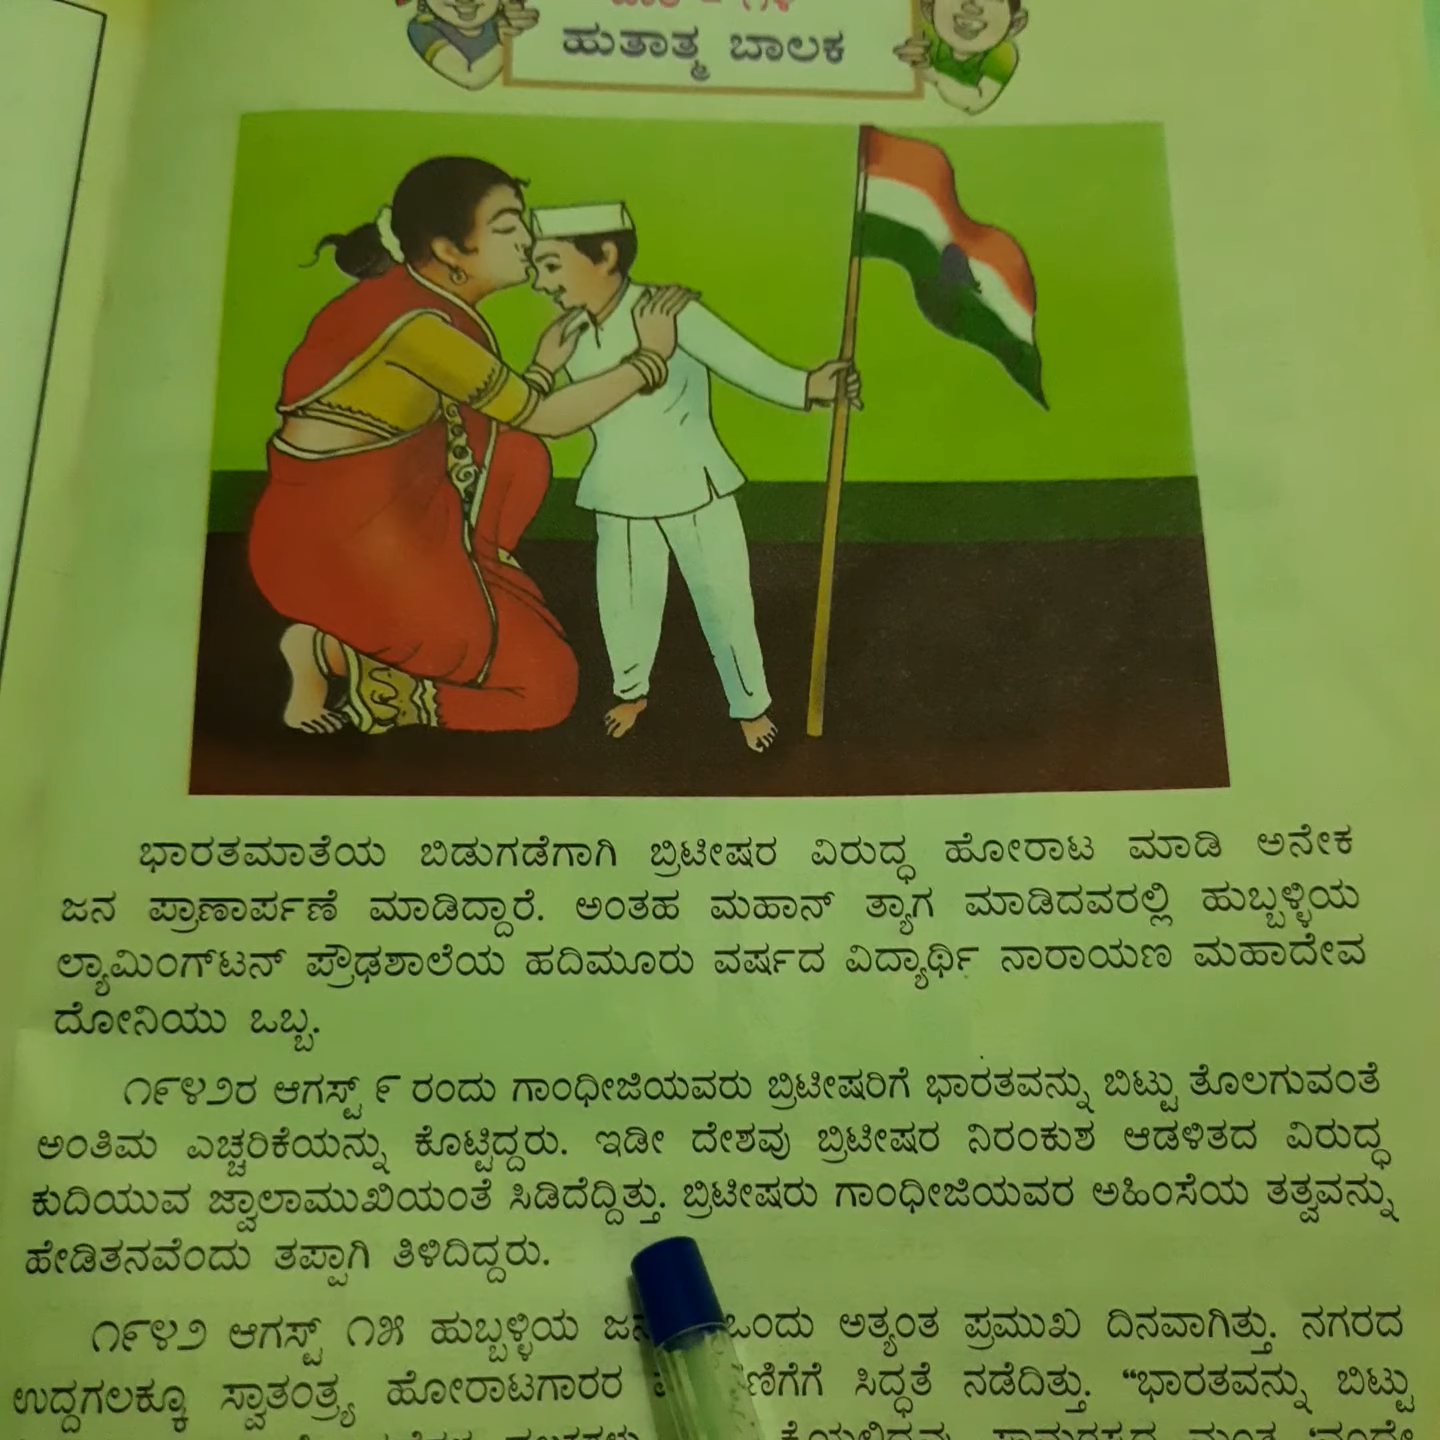 ಹುತಾತ್ಮ ಬಾಲಕ
ಭಾರತಮಾತೆಯ ಬಿಡುಗಡೆಗಾಗಿ ಬ್ರಿಟೀಷರ ವಿರುದ್ಧ ಹೋರಾಟ ಮಾಡಿ ಅನೇಕ
ಜನ ಪ್ರಾಣಾರ್ಪಣೆ ಮಾಡಿದ್ದಾರೆ. ಅಂತಹ ಮಹಾನ್ ತ್ಯಾಗ ಮಾಡಿದವರಲ್ಲಿ ಹುಬ್ಬಳ್ಳಿಯ
ಲ್ಯಾಮಿಂಗ್‌ಟನ್ ಪ್ರೌಢಶಾಲೆಯ ಹದಿಮೂರು ವರ್ಷದ ವಿದ್ಯಾರ್ಥಿ ನಾರಾಯಣ ಮಹಾದೇವ
ದೋನಿಯು ಒಬ್ಬ.
೧೯೪೨ರ ಆಗಸ್ಟ್ ೯ ರಂದು ಗಾಂಧೀಜಿಯವರು ಬ್ರಿಟೀಷರಿಗೆ ಭಾರತವನ್ನು ಬಿಟ್ಟು ತೊಲಗುವಂತೆ
ಅಂತಿಮ ಎಚ್ಚರಿಕೆಯನ್ನು ಕೊಟ್ಟಿದ್ದರು. ಇಡೀ ದೇಶವು ಬ್ರಿಟೀಷರ ನಿರಂಕುಶ ಆಡಳಿತದ ವಿರುದ್ಧ
ಕುದಿಯುವ ಜ್ವಾಲಾಮುಖಿಯಂತೆ ಸಿಡಿದೆದ್ದಿತ್ತು. ಬ್ರಿಟೀಷರು ಗಾಂಧೀಜಿಯವರ ಅಹಿಂಸೆಯ ತತ್ವವನ್ನು
ಹೇಡಿತನವೆಂದು ತಪ್ಪಾಗಿ ತಿಳಿದಿದ್ದರು.
೧೯೪೨ ಆಗಸ್ಟ್ ೧೫ ಹುಬ್ಬಳ್ಳಿಯ ಒಂದು ಅತ್ಯಂತ ಪ್ರಮುಖ ದಿನವಾಗಿತ್ತು. ನಗರದ
ಉದ್ದಗಲಕ್ಕೂ ಸ್ವಾತಂತ್ರ್ಯ ಹೋರಾಟಗಾರರ ಸಿದ್ಧತೆ ನಡೆದಿತ್ತು. “ಭಾರತವನ್ನು ಬಿಟ್ಟು